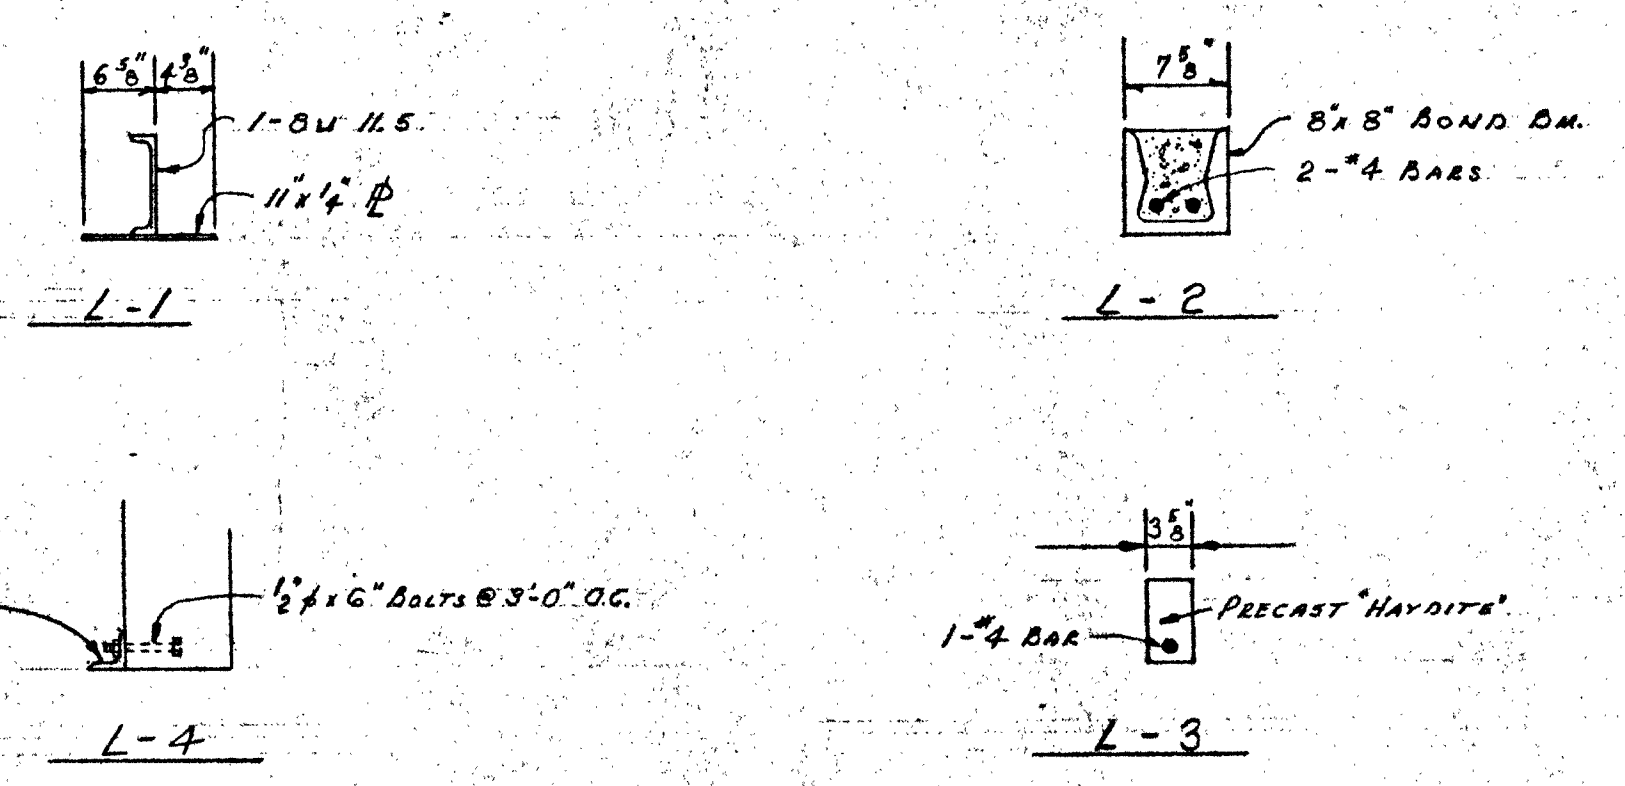 6 5/8" 4 3/8"
1-8 ⊔ 11.5
11" x 1/4" ℄
L-1
7 5/8"
8" x 8" BOND BM.
2-#4 BARS
L-2
1/2" ϕ x 6" BOLTS @ 3'-0" O.C.
L-4
3 5/8"
PRECAST "HAYDITE".
1-#4 BAR
L-3